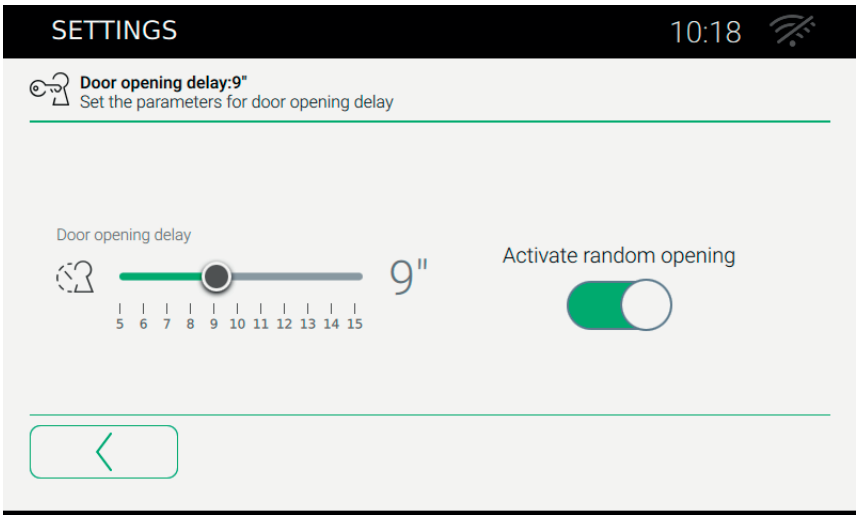 SETTINGS 10:18
Door opening delay:9"
Set the parameters for door opening delay
Door opening delay
9"
Activate random opening
5 6 7 8 9 10 11 12 13 14 15